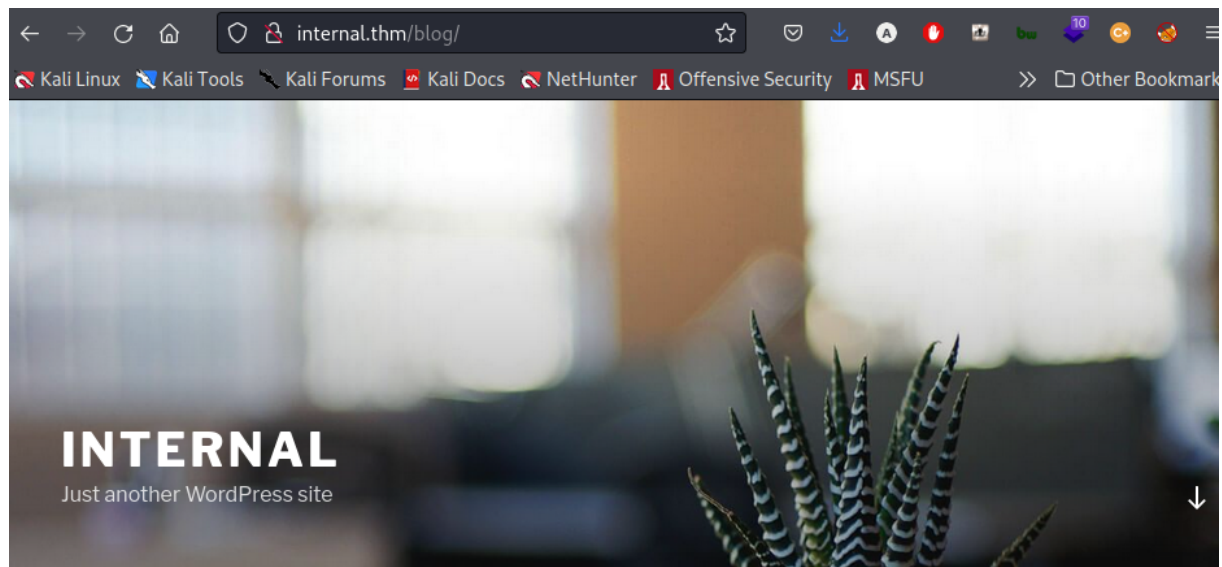 internal.thm/blog/
10
Kali Linux Kali Tools Kali Forums Kali Docs NetHunter Offensive Security MSFU Other Bookmark
INTERNAL
Just another WordPress site